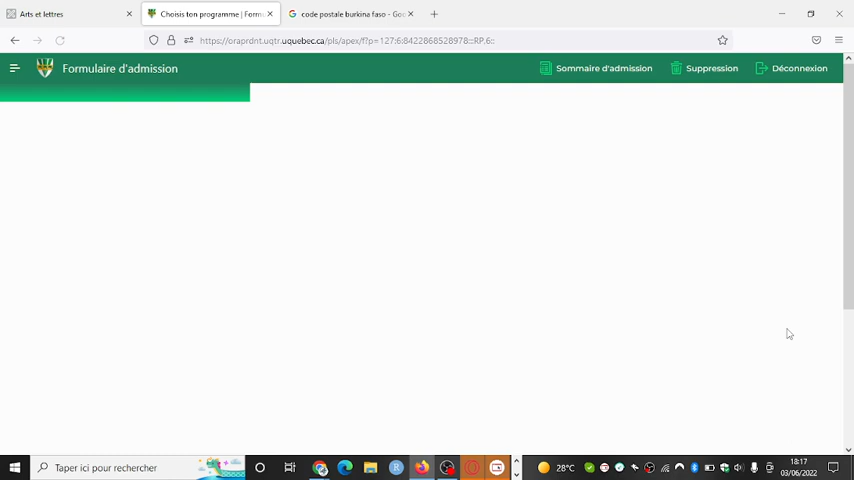 Arts et lettres
Choisis ton programme | Formu
code postale burkina faso - Goo
https://oraprdnt.uqtr.uquebec.ca/pls/apex/f?p=127:6:8422868528978::RP,6::
Formulaire d'admission
Sommaire d'admission
Suppression
Déconnexion
Taper ici pour rechercher
28°C
18:17
03/06/2022